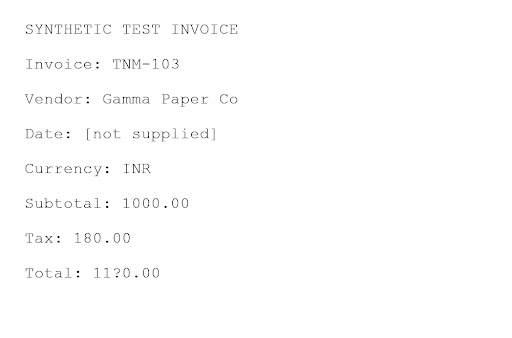 SYNTHETIC TEST INVOICE
Invoice: TNM-103
Vendor: Gamma Paper Co
Date: [not supplied]
Currency: INR
Subtotal: 1000.00
Tax: 180.00
Total: 11?0.00